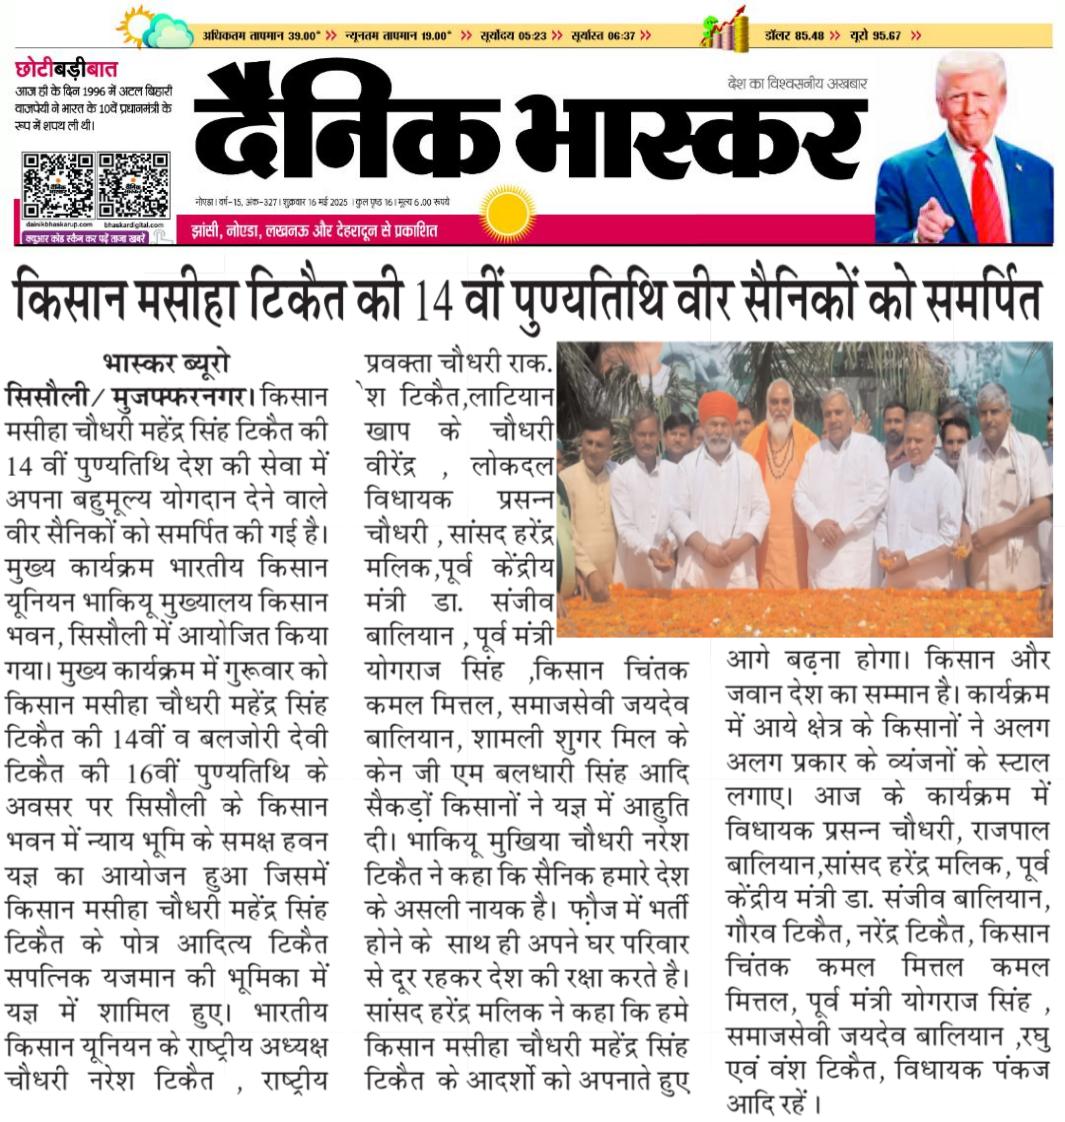 अधिकतम तापमान 39.00° >> न्यूनतम तापमान 19.00° >> सूर्योदय 05:23 >> सूर्यास्त 06:37 >>
डॉलर 85.48 >> यूरो 95.67 >>
छोटीबड़ीबात
आज ही के दिन 1996 में अटल बिहारी
वाजपेयी ने भारत के 10वें प्रधानमंत्री के
रूप में शपथ ली थी।
dainikbhaskarup.com bhaskardigital.com
क्यूआर कोड स्कैन कर पढ़ें ताजा खबरें
देश का विश्वसनीय अखबार
दैनिक भास्कर
नोएडा । वर्ष-15, अंक-327 । शुक्रवार 16 मई 2025 । कुल पृष्ठ 16 । मूल्य 6.00 रूपये
झांसी, नोएडा, लखनऊ और देहरादून से प्रकाशित
किसान मसीहा टिकैत की 14 वीं पुण्यतिथि वीर सैनिकों को समर्पित
भास्कर ब्यूरो
सिसौली/ मुजफ्फरनगर। किसान
मसीहा चौधरी महेंद्र सिंह टिकैत की
14 वीं पुण्यतिथि देश की सेवा में
अपना बहुमूल्य योगदान देने वाले
वीर सैनिकों को समर्पित की गई है।
मुख्य कार्यक्रम भारतीय किसान
यूनियन भाकियू मुख्यालय किसान
भवन, सिसौली में आयोजित किया
गया। मुख्य कार्यक्रम में गुरूवार को
किसान मसीहा चौधरी महेंद्र सिंह
टिकैत की 14वीं व बलजोरी देवी
टिकैत की 16वीं पुण्यतिथि के
अवसर पर सिसौली के किसान
भवन में न्याय भूमि के समक्ष हवन
यज्ञ का आयोजन हुआ जिसमें
किसान मसीहा चौधरी महेंद्र सिंह
टिकैत के पोत्र आदित्य टिकैत
सपत्निक यजमान की भूमिका में
यज्ञ में शामिल हुए। भारतीय
किसान यूनियन के राष्ट्रीय अध्यक्ष
चौधरी नरेश टिकैत , राष्ट्रीय
प्रवक्ता चौधरी राक.
ेश टिकैत,लाटियान
खाप के चौधरी
वीरेंद्र , लोकदल
विधायक प्रसन्न
चौधरी , सांसद हरेंद्र
मलिक,पूर्व केंद्रीय
मंत्री डा. संजीव
बालियान , पूर्व मंत्री
योगराज सिंह ,किसान चिंतक
कमल मित्तल, समाजसेवी जयदेव
बालियान, शामली शुगर मिल के
केन जी एम बलधारी सिंह आदि
सैकड़ों किसानों ने यज्ञ में आहुति
दी। भाकियू मुखिया चौधरी नरेश
टिकैत ने कहा कि सैनिक हमारे देश
के असली नायक है। फ़ौज में भर्ती
होने के साथ ही अपने घर परिवार
से दूर रहकर देश की रक्षा करते है।
सांसद हरेंद्र मलिक ने कहा कि हमे
किसान मसीहा चौधरी महेंद्र सिंह
टिकैत के आदर्शो को अपनाते हुए
आगे बढ़ना होगा। किसान और
जवान देश का सम्मान है। कार्यक्रम
में आये क्षेत्र के किसानों ने अलग
अलग प्रकार के व्यंजनों के स्टाल
लगाए। आज के कार्यक्रम में
विधायक प्रसन्न चौधरी, राजपाल
बालियान,सांसद हरेंद्र मलिक, पूर्व
केंद्रीय मंत्री डा. संजीव बालियान,
गौरव टिकैत, नरेंद्र टिकैत, किसान
चिंतक कमल मित्तल कमल
मित्तल, पूर्व मंत्री योगराज सिंह ,
समाजसेवी जयदेव बालियान ,रघु
एवं वंश टिकैत, विधायक पंकज
आदि रहें ।